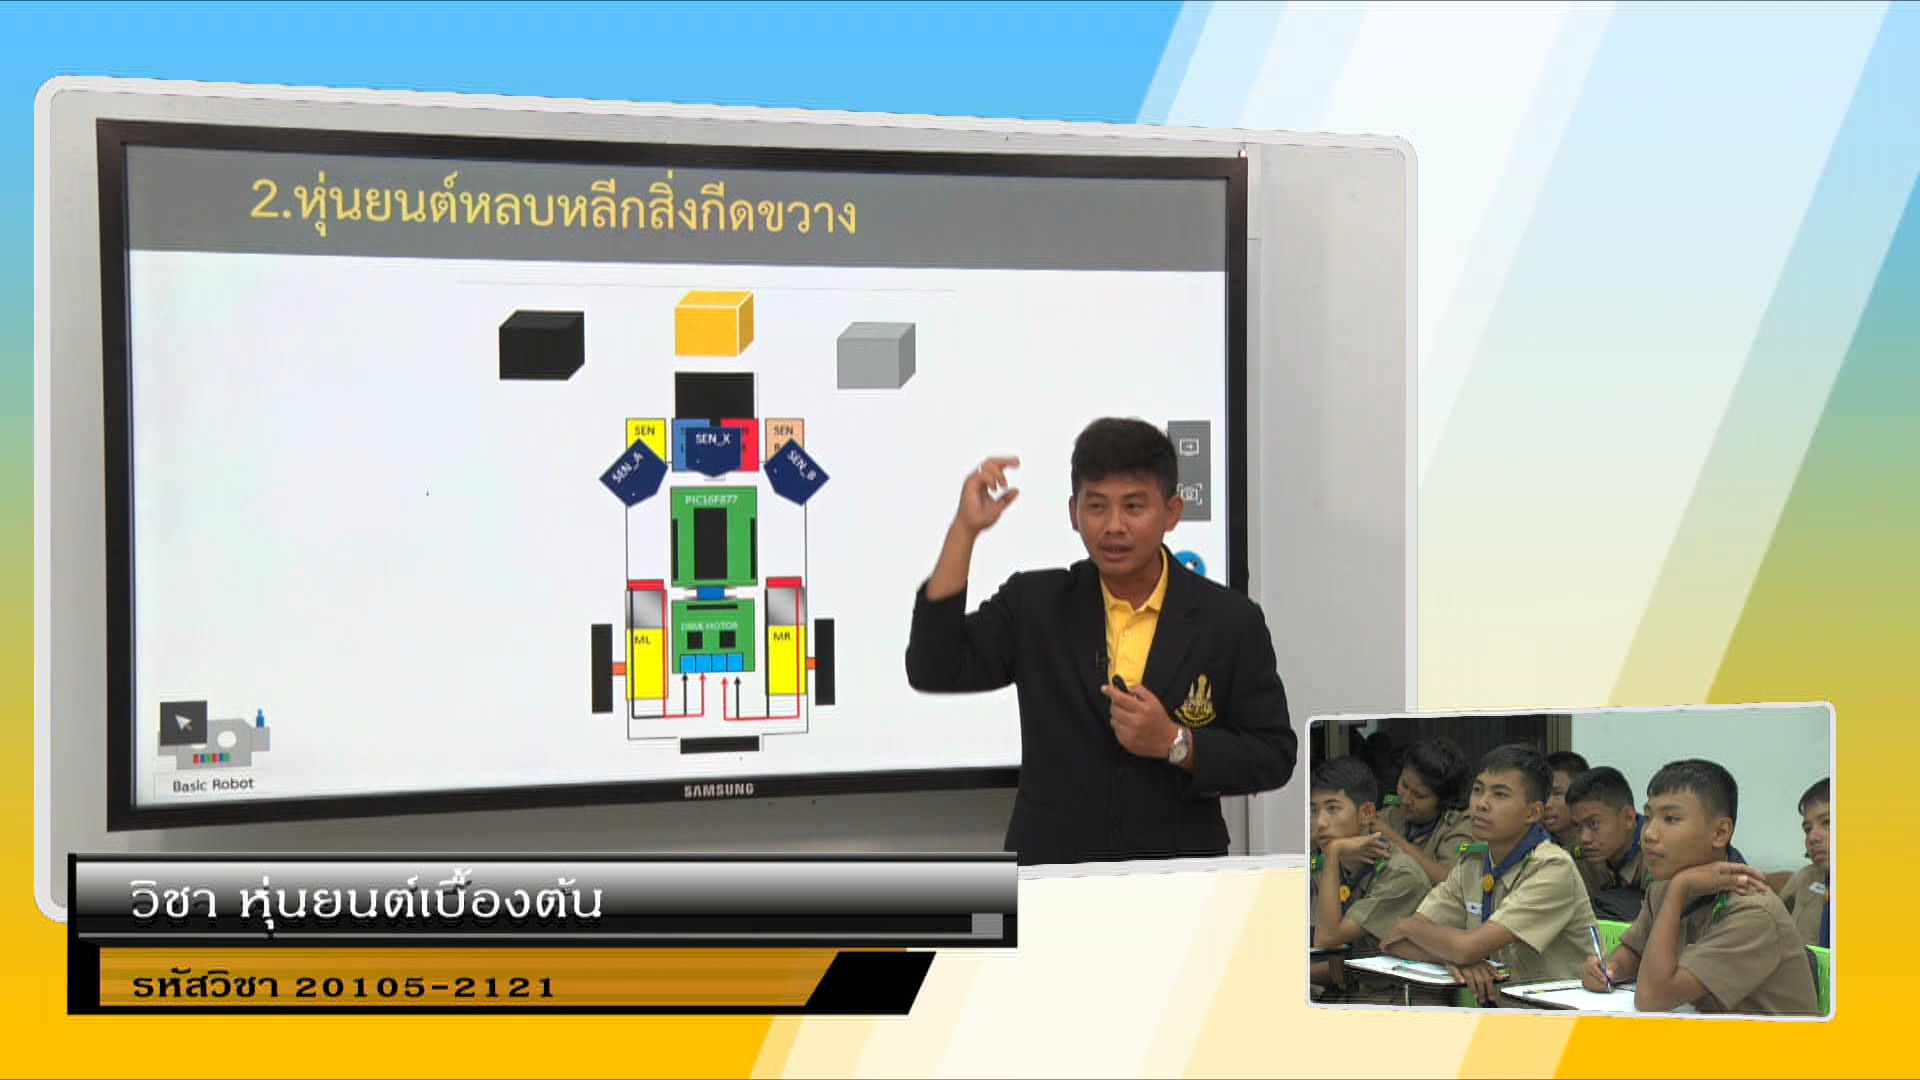 2.หุ่นยนต์หลบหลีกสิ่งกีดขวาง
SEN
SEN_X
SEN
SEN_A
SEN_B
PIC16F877
DRIVE MOTOR
ML
MR
Basic Robot
SAMSUNG
วิชา หุ่นยนต์เบื้องต้น
รหัสวิชา 20105-2121